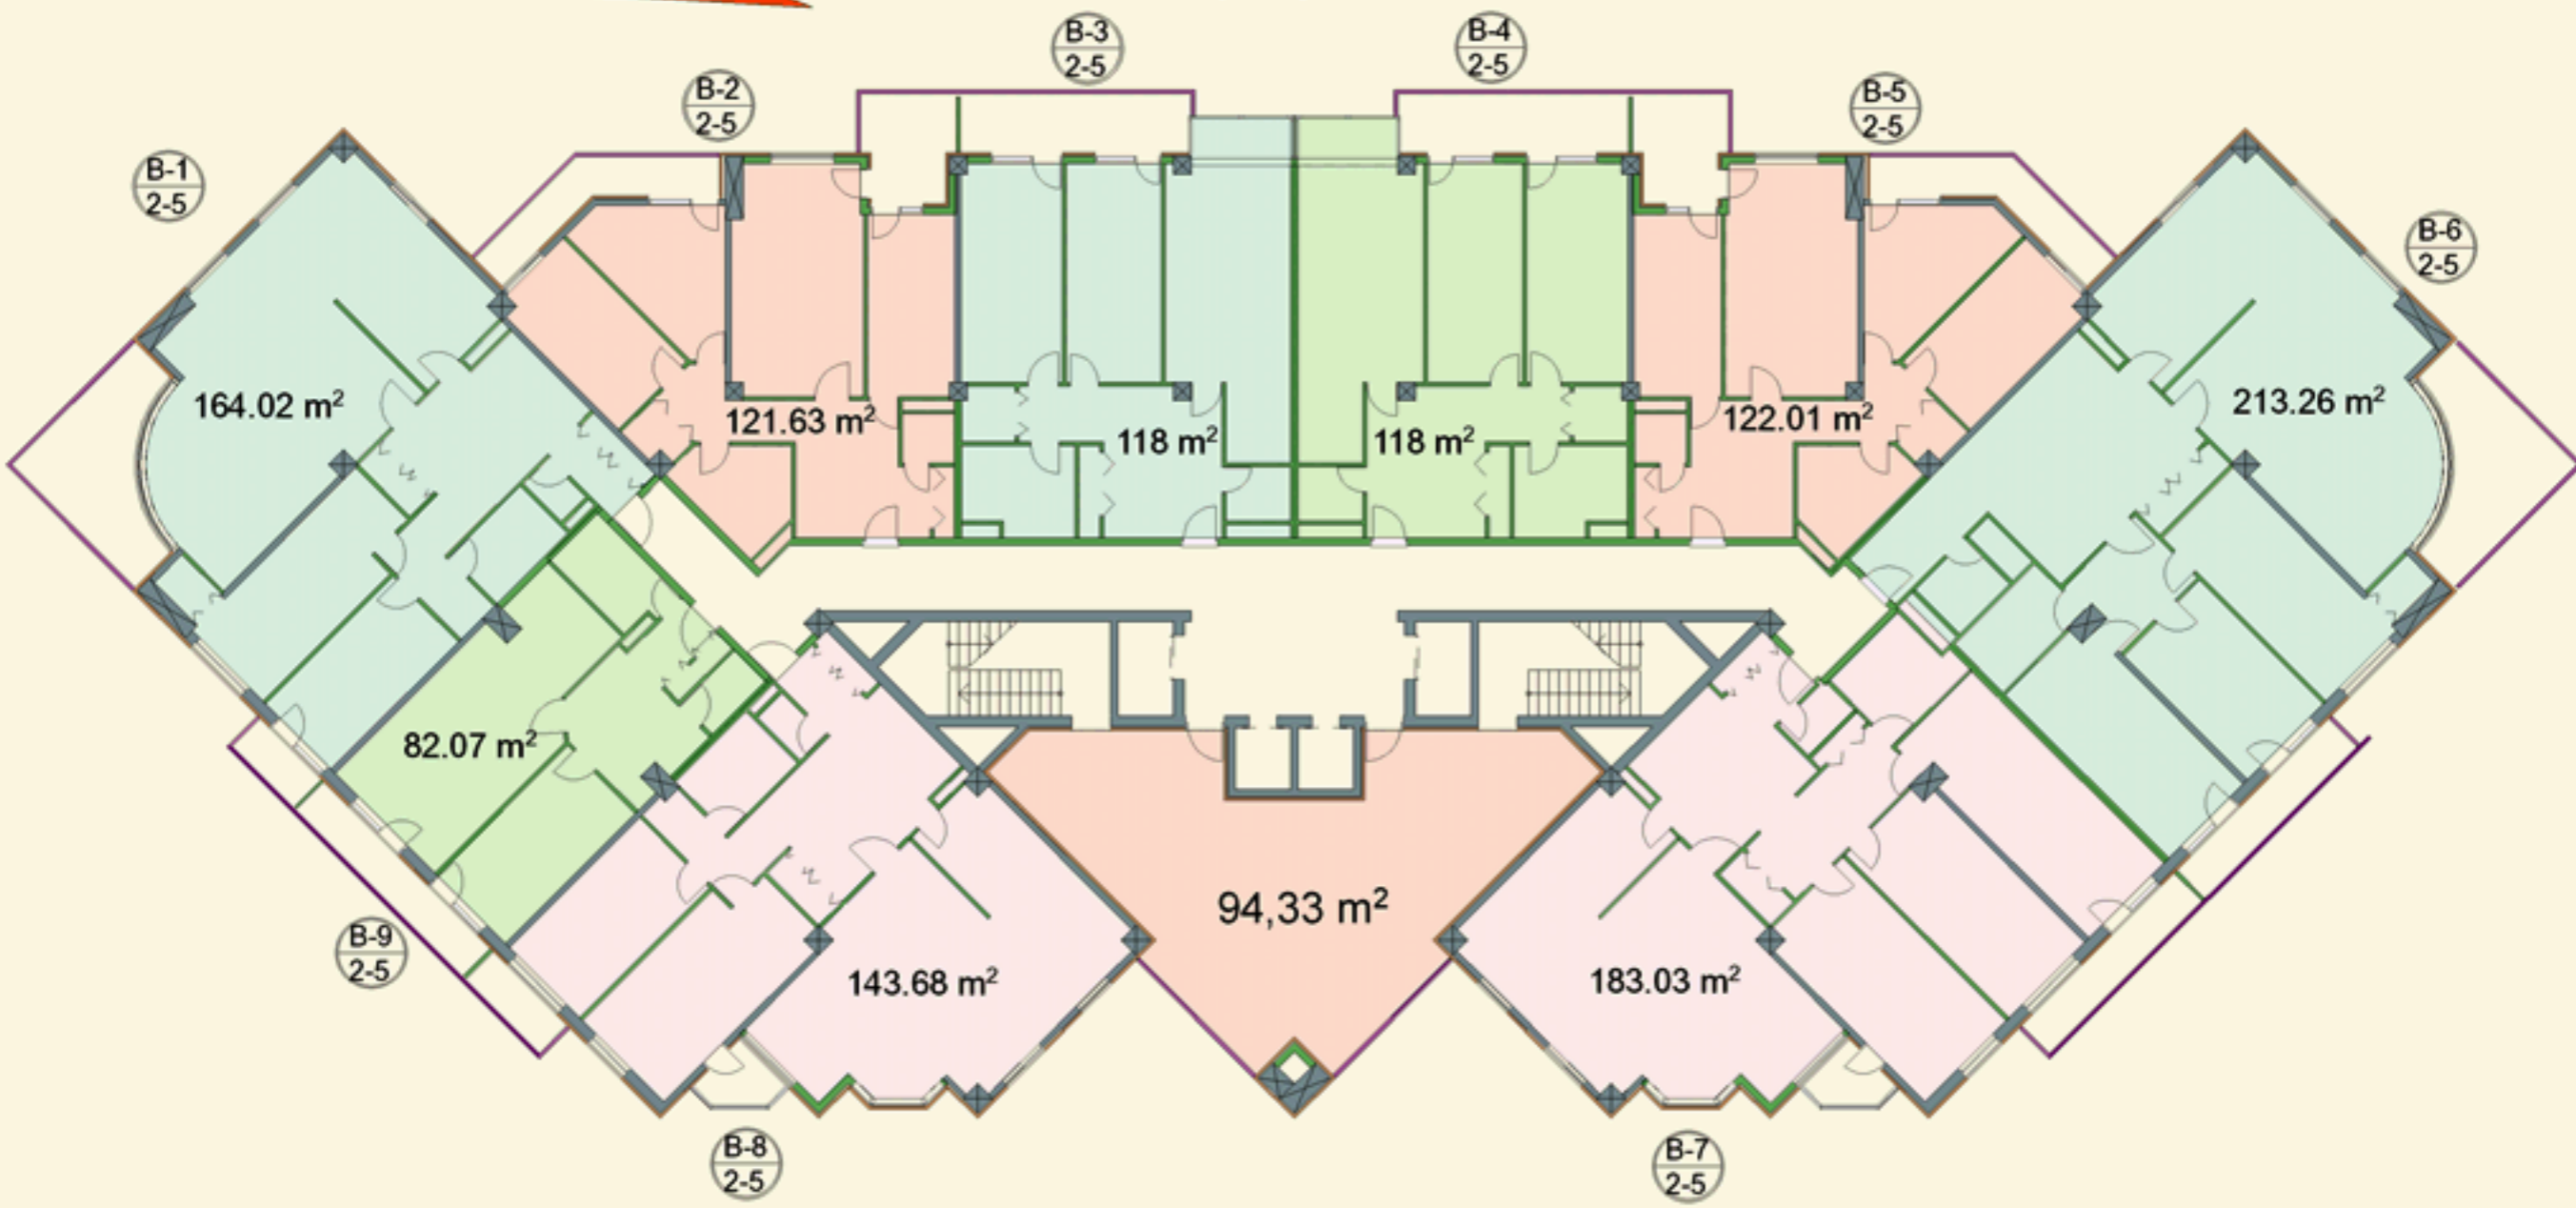 B-3
2-5
B-4
2-5
B-2
2-5
B-5
2-5
B-1
2-5
B-6
2-5
164.02 m²
121.63 m²
118 m²
118 m²
122.01 m²
213.26 m²
82.07 m²
94,33 m²
143.68 m²
183.03 m²
B-9
2-5
B-8
2-5
B-7
2-5